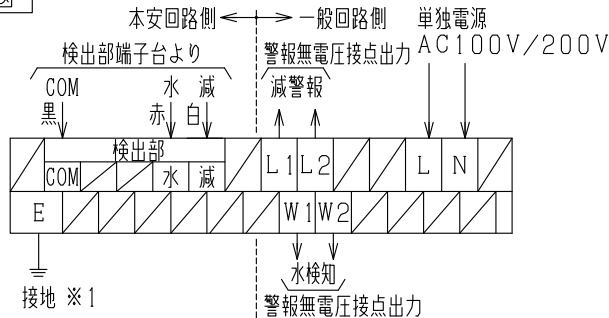 本安回路側 一般回路側 単独電源
検出部端子台より 警報無電圧接点出力 AC100V/200V
COM 水 減 減警報
黒 赤 白
検出部 L1 L2 L N
COM 水 減
E W1 W2
水検知
接地 ※1
警報無電圧接点出力